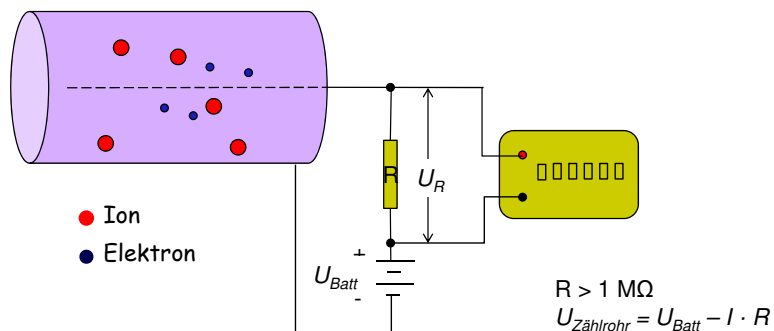 R
U_R
Ion
Elektron
+
U_Batt
-
R > 1 MΩ
U_Zählrohr = U_Batt – I · R